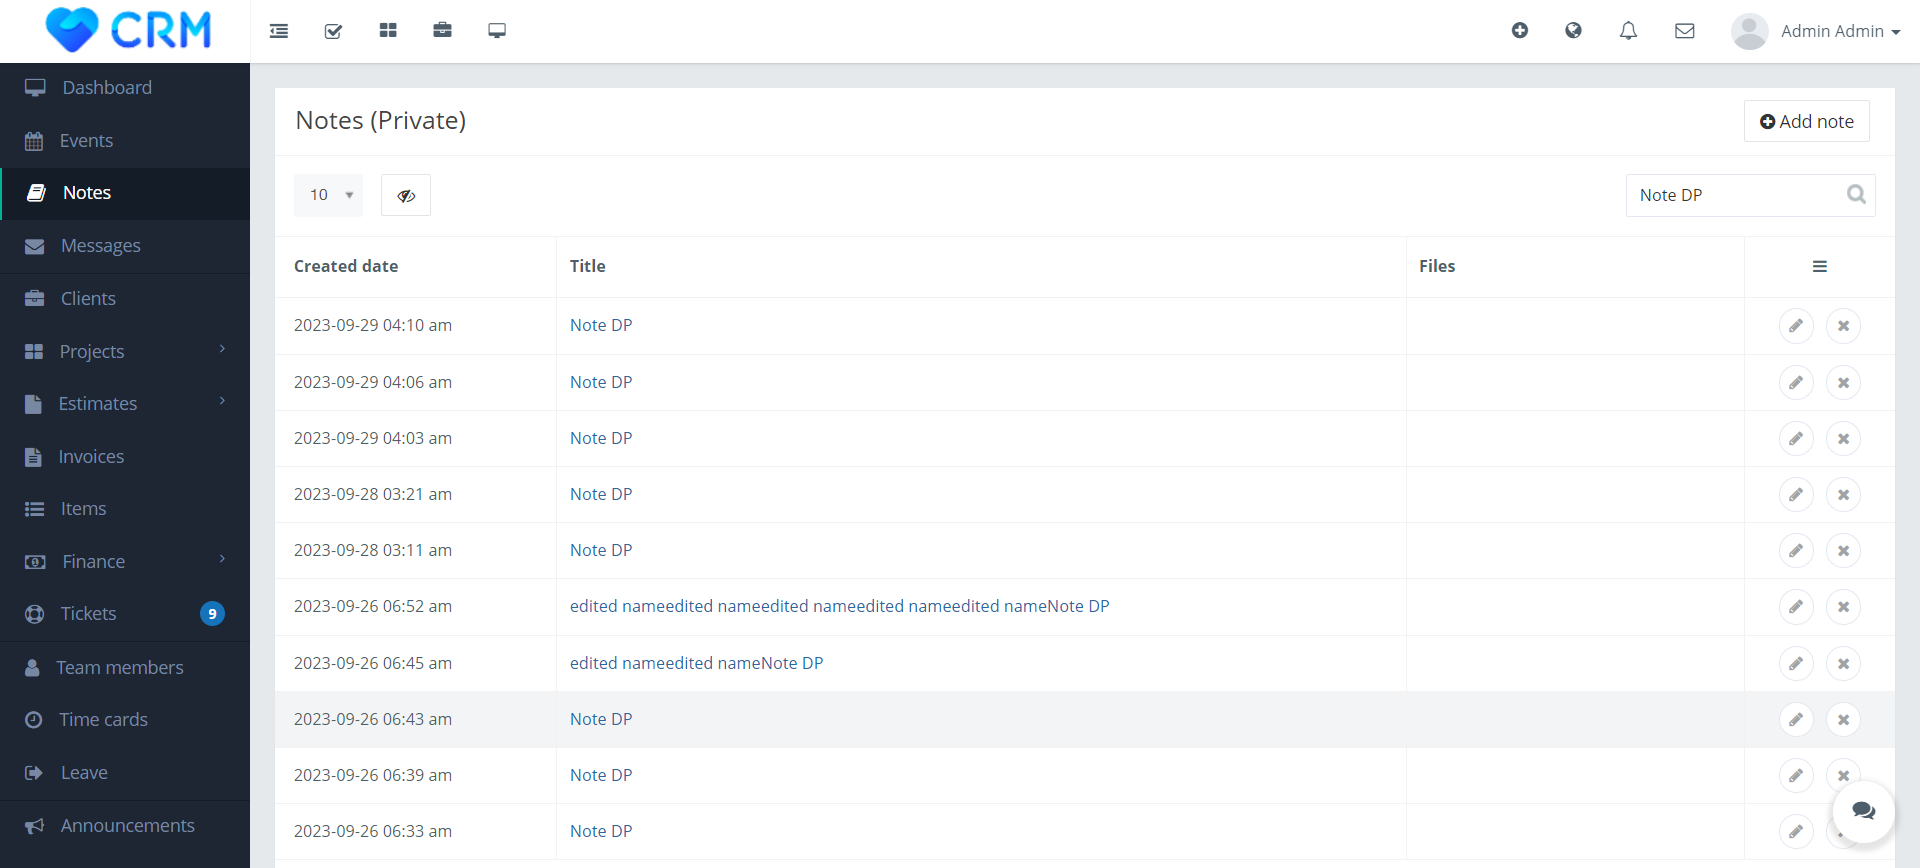 CRM
Admin Admin
Dashboard
Events
Notes
Messages
Clients
Projects
Estimates
Invoices
Items
Finance
Tickets 9
Team members
Time cards
Leave
Announcements
Notes (Private)
Add note
10
Note DP
Created date Title Files
2023-09-29 04:10 am Note DP
2023-09-29 04:06 am Note DP
2023-09-29 04:03 am Note DP
2023-09-28 03:21 am Note DP
2023-09-28 03:11 am Note DP
2023-09-26 06:52 am edited nameedited nameedited nameedited nameedited nameNote DP
2023-09-26 06:45 am edited nameedited nameNote DP
2023-09-26 06:43 am Note DP
2023-09-26 06:39 am Note DP
2023-09-26 06:33 am Note DP